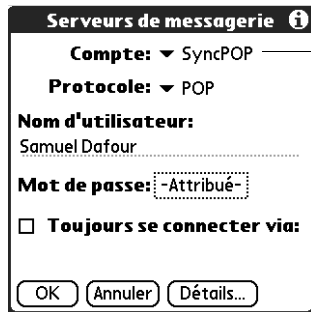 Serveurs de messagerie
Compte: SyncPOP
Protocole: POP
Nom d'utilisateur:
Samuel Dafour
Mot de passe: -Attribué-
Toujours se connecter via:
OK Annuler Détails...